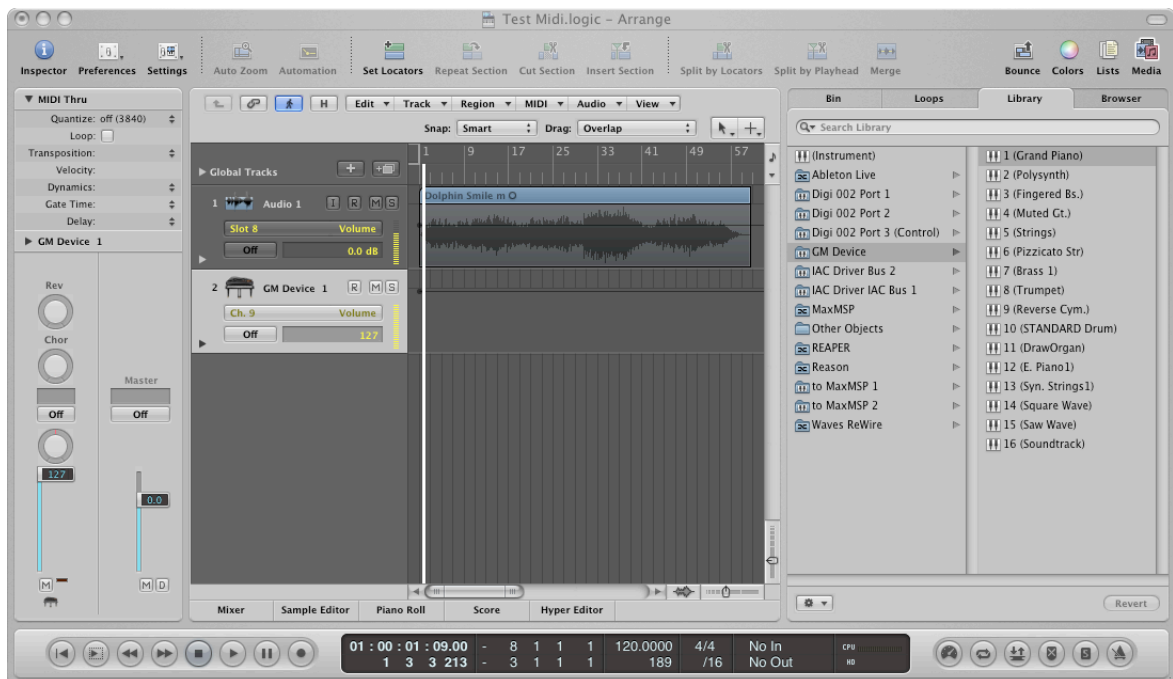 Test Midi.logic - Arrange
Inspector Preferences Settings Auto Zoom Automation Set Locators Repeat Section Cut Section Insert Section Split by Locators Split by Playhead Merge Bounce Colors Lists Media
MIDI Thru
Quantize: off (3840)
Loop:
Transposition:
Velocity:
Dynamics:
Gate Time:
Delay:
GM Device 1
Rev
Chor
Off
127
M
Master
Off
0.0
M D
H Edit Track Region MIDI Audio View
Snap: Smart Drag: Overlap
1 9 17 25 33 41 49 57
Global Tracks
1 Audio 1 I R M S
Slot 8 Volume
Off 0.0 dB
Dolphin Smile m
2 GM Device 1 R M S
Ch. 9 Volume
Off 127
Mixer Sample Editor Piano Roll Score Hyper Editor
Bin Loops Library Browser
Search Library
(Instrument)
Ableton Live
Digi 002 Port 1
Digi 002 Port 2
Digi 002 Port 3 (Control)
GM Device
IAC Driver Bus 2
IAC Driver IAC Bus 1
MaxMSP
Other Objects
REAPER
Reason
to MaxMSP 1
to MaxMSP 2
Waves ReWire
1 (Grand Piano)
2 (Polysynth)
3 (Fingered Bs.)
4 (Muted Gt.)
5 (Strings)
6 (Pizzicato Str)
7 (Brass 1)
8 (Trumpet)
9 (Reverse Cym.)
10 (STANDARD Drum)
11 (DrawOrgan)
12 (E. Piano1)
13 (Syn. Strings1)
14 (Square Wave)
15 (Saw Wave)
16 (Soundtrack)
Revert
01 : 00 : 01 : 09.00 - 8 1 1 1 120.0000 4/4 No In CPU
1 3 3 213 - 3 1 1 1 189 /16 No Out HD
S